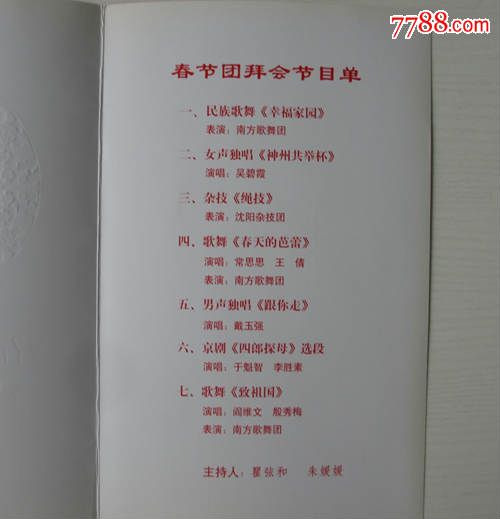 7788.com
春节团拜会节目单
一、民族歌舞《幸福家园》
表演：南方歌舞团
二、女声独唱《神州共举杯》
演唱：吴碧霞
三、杂技《绳技》
表演：沈阳杂技团
四、歌舞《春天的芭蕾》
演唱：常思思 王 倩
表演：南方歌舞团
五、男声独唱《跟你走》
演唱：戴玉强
六、京剧《四郎探母》选段
演唱：于魁智 李胜素
七、歌舞《致祖国》
演唱：阎维文 殷秀梅
表演：南方歌舞团
主持人：瞿弦和 朱媛媛